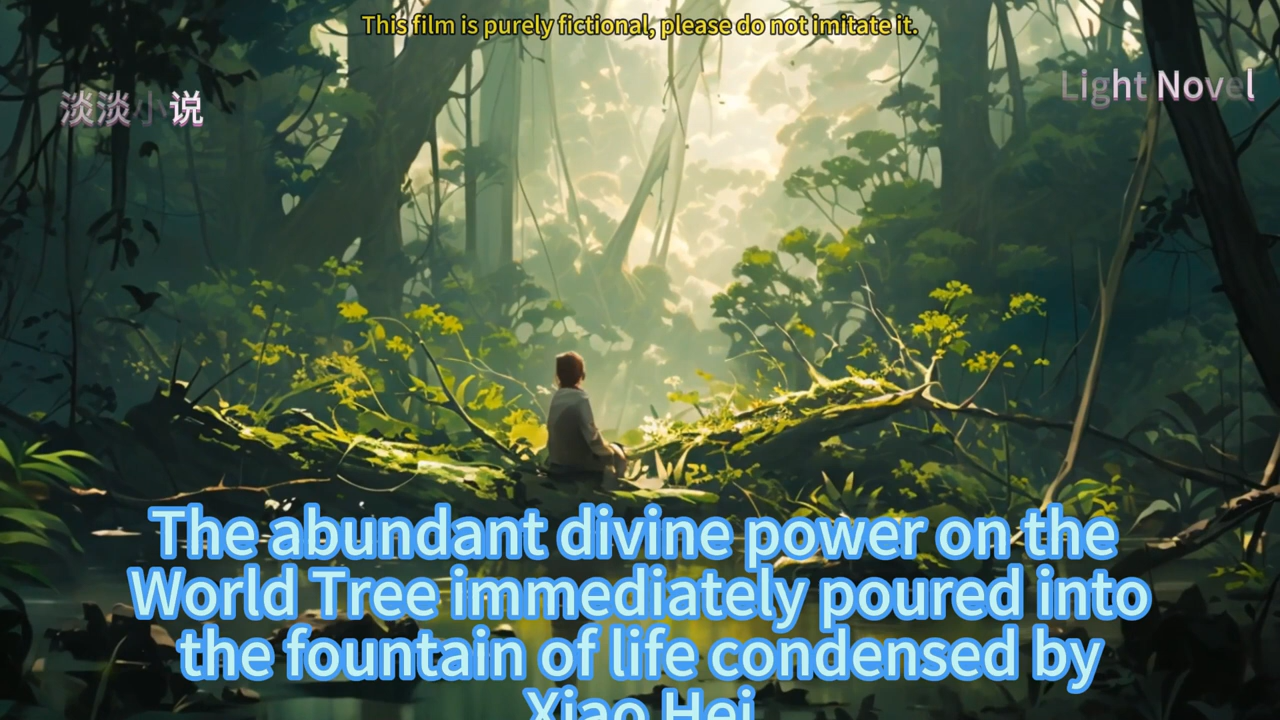 This film is purely fictional, please do not imitate it.
淡淡小说
Light Novel
The abundant divine power on the
World Tree immediately poured into
the fountain of life condensed by
Xiao Hei